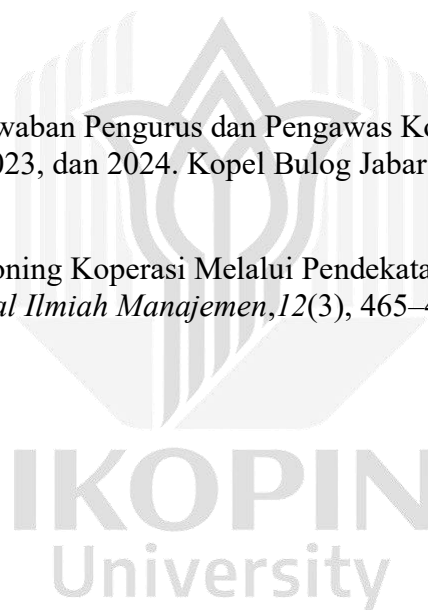 waban Pengurus dan Pengawas Ko
023, dan 2024. Kopel Bulog Jabar
oning Koperasi Melalui Pendekata
al Ilmiah Manajemen,12(3), 465–4
IKOPIN
University